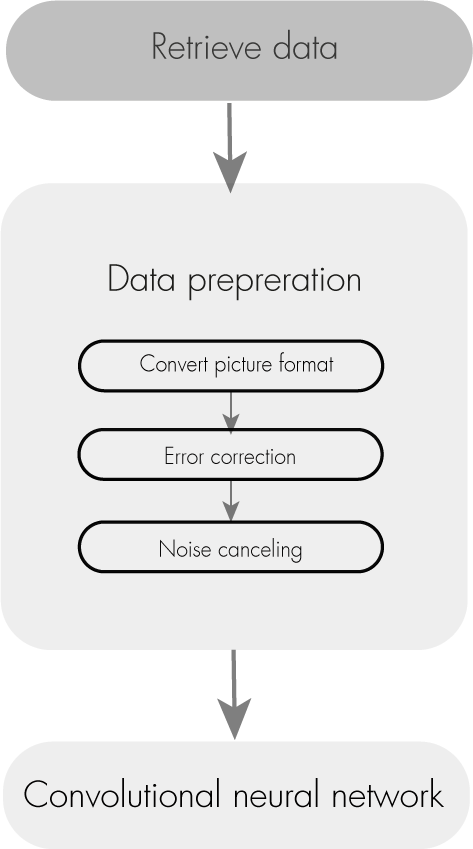 Retrieve data
Data prepreration
Convert picture format
Error correction
Noise canceling
Convolutional neural network